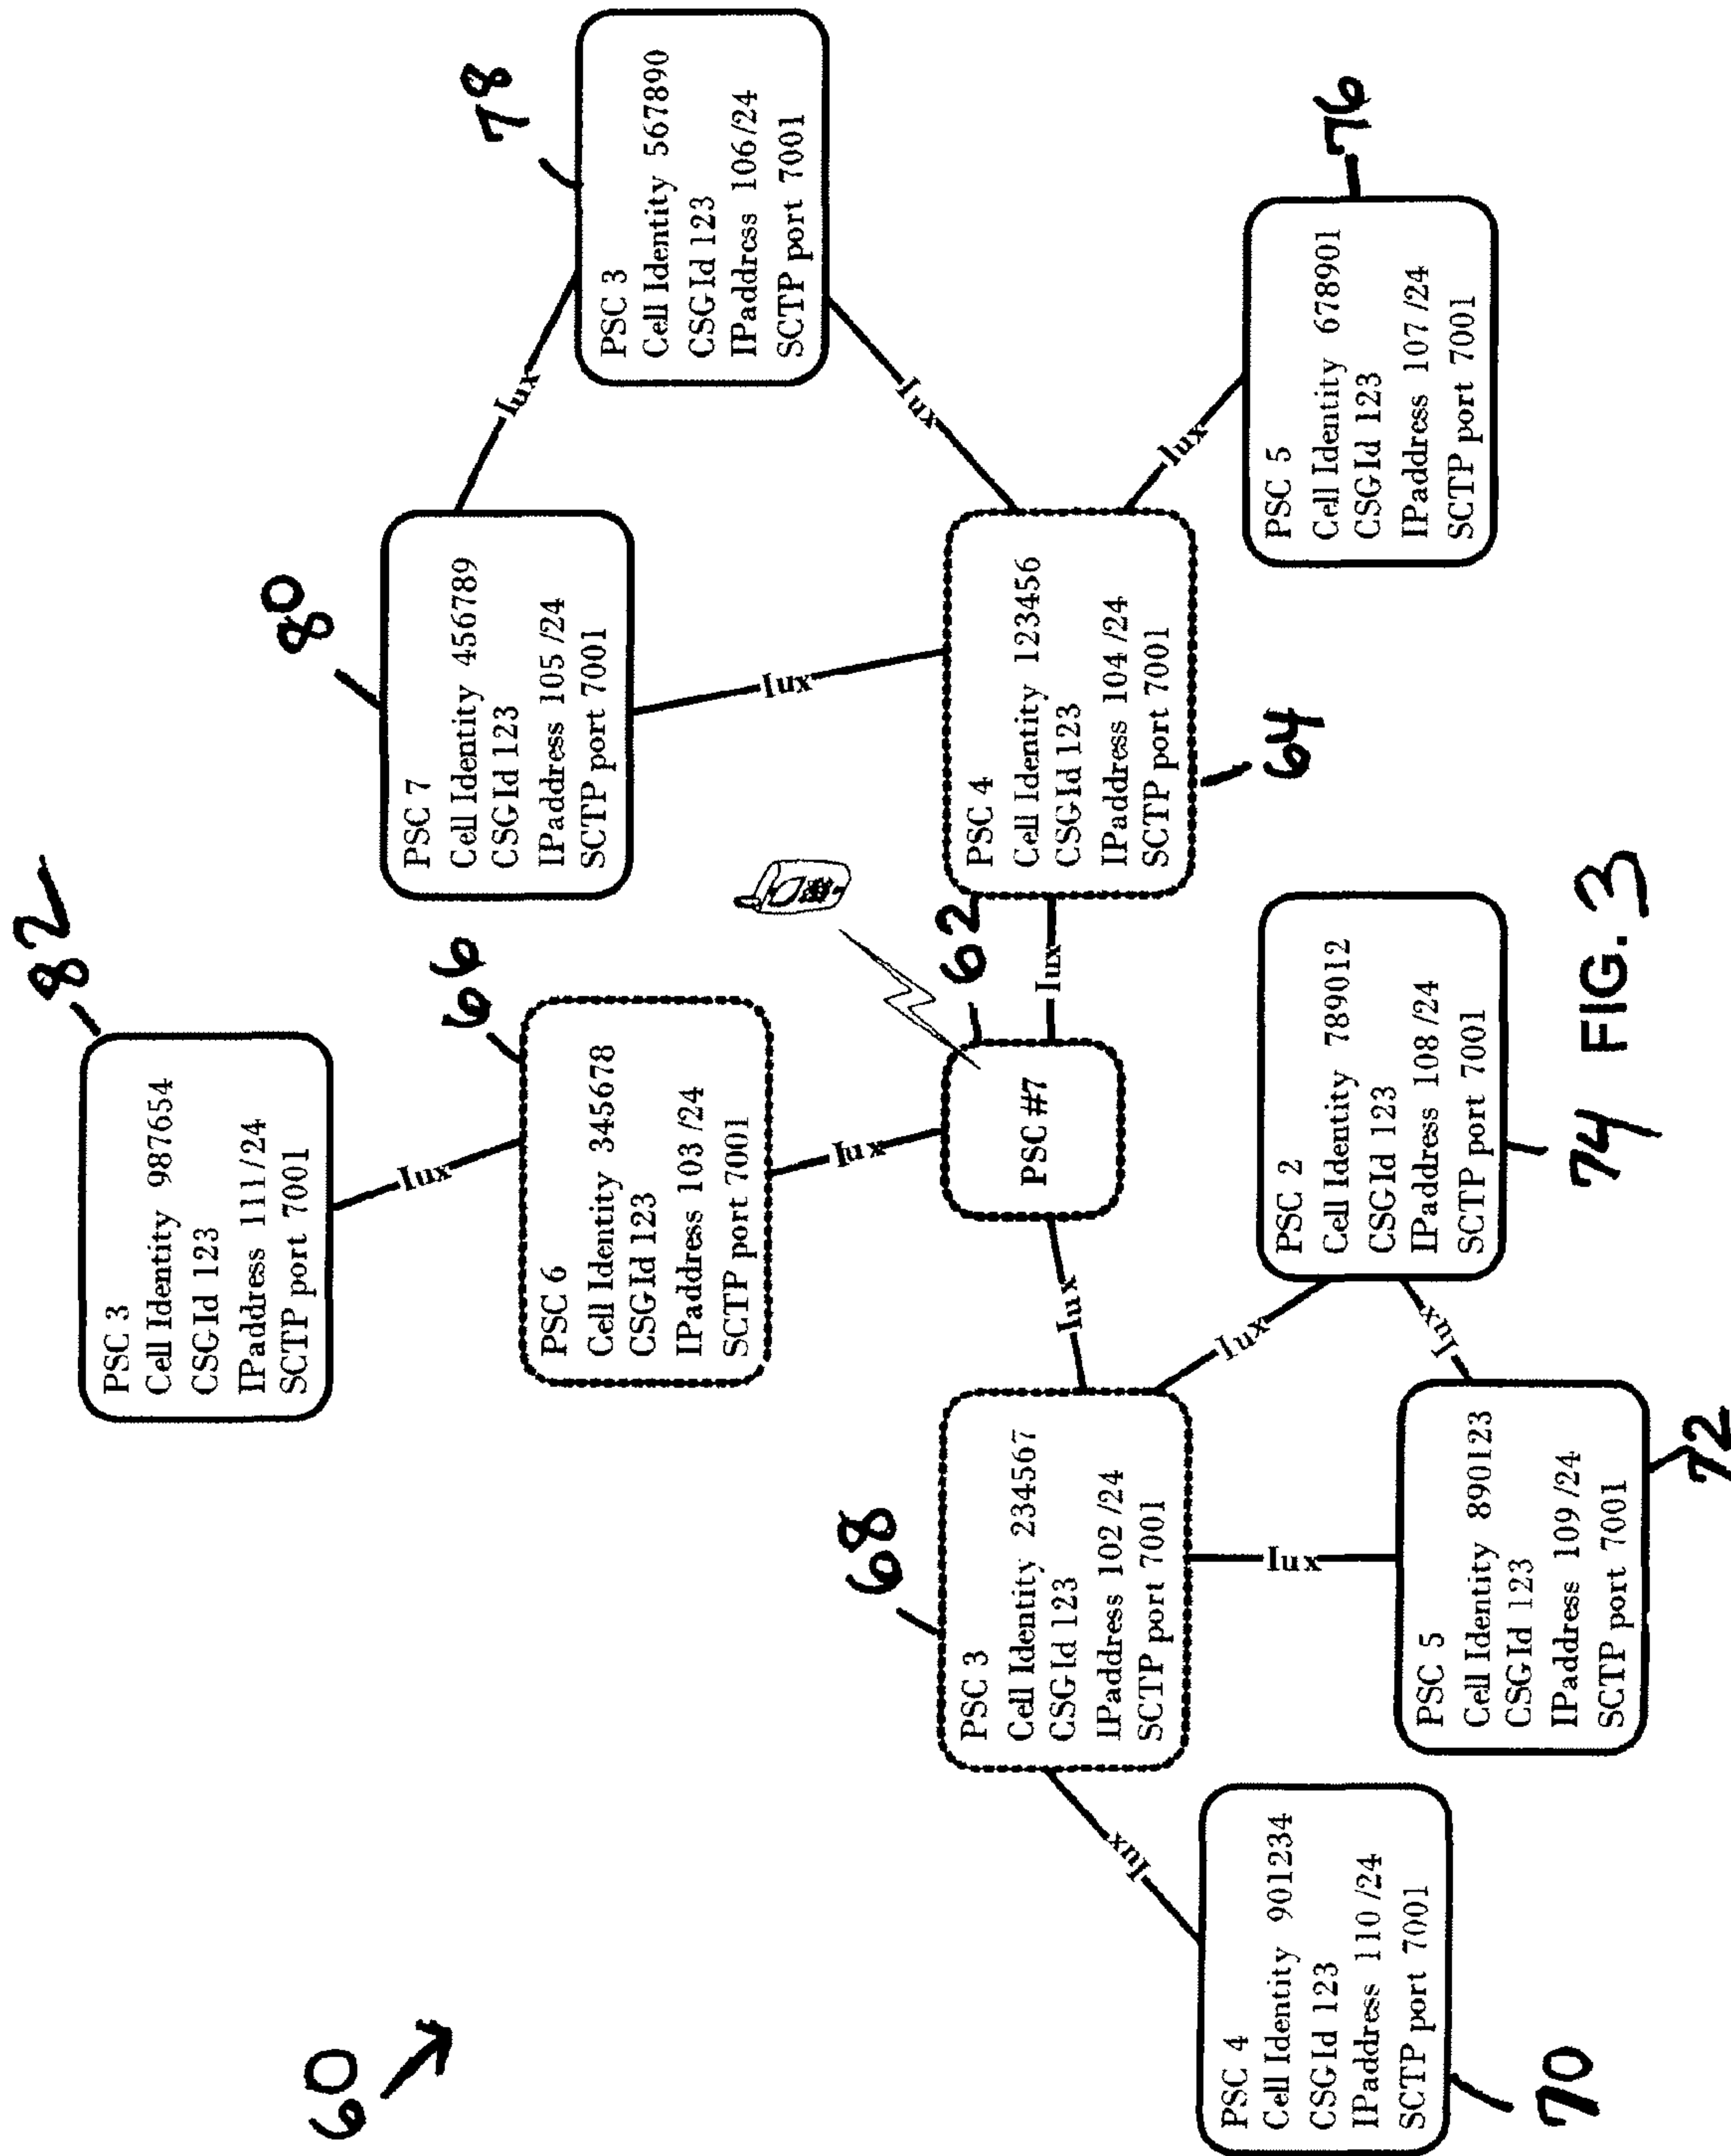 60
82
PSC 3
Cell Identity 987654
CSG Id 123
IPaddress 111/24
SCTP port 7001
Iux
66
PSC 6
Cell Identity 345678
CSG Id 123
IPaddress 103 /24
SCTP port 7001
Iux
80
PSC 7
Cell Identity 456789
CSG Id 123
IPaddress 105 /24
SCTP port 7001
Iux
Iux
78
PSC 3
Cell Identity 567890
CSG Id 123
IPaddress 106 /24
SCTP port 7001
Iux
62
PSC #7
Iux
Iux
PSC 4
Cell Identity 123456
CSG Id 123
IPaddress 104 /24
SCTP port 7001
64
Iux
76
PSC 5
Cell Identity 678901
CSG Id 123
IPaddress 107 /24
SCTP port 7001
68
PSC 3
Cell Identity 234567
CSG Id 123
IPaddress 102 /24
SCTP port 7001
Iux
Iux
Iux
Iux
PSC 2
Cell Identity 789012
CSG Id 123
IPaddress 108 /24
SCTP port 7001
74
PSC 4
Cell Identity 901234
CSG Id 123
IPaddress 110 /24
SCTP port 7001
70
PSC 5
Cell Identity 890123
CSG Id 123
IPaddress 109 /24
SCTP port 7001
72
FIG. 3